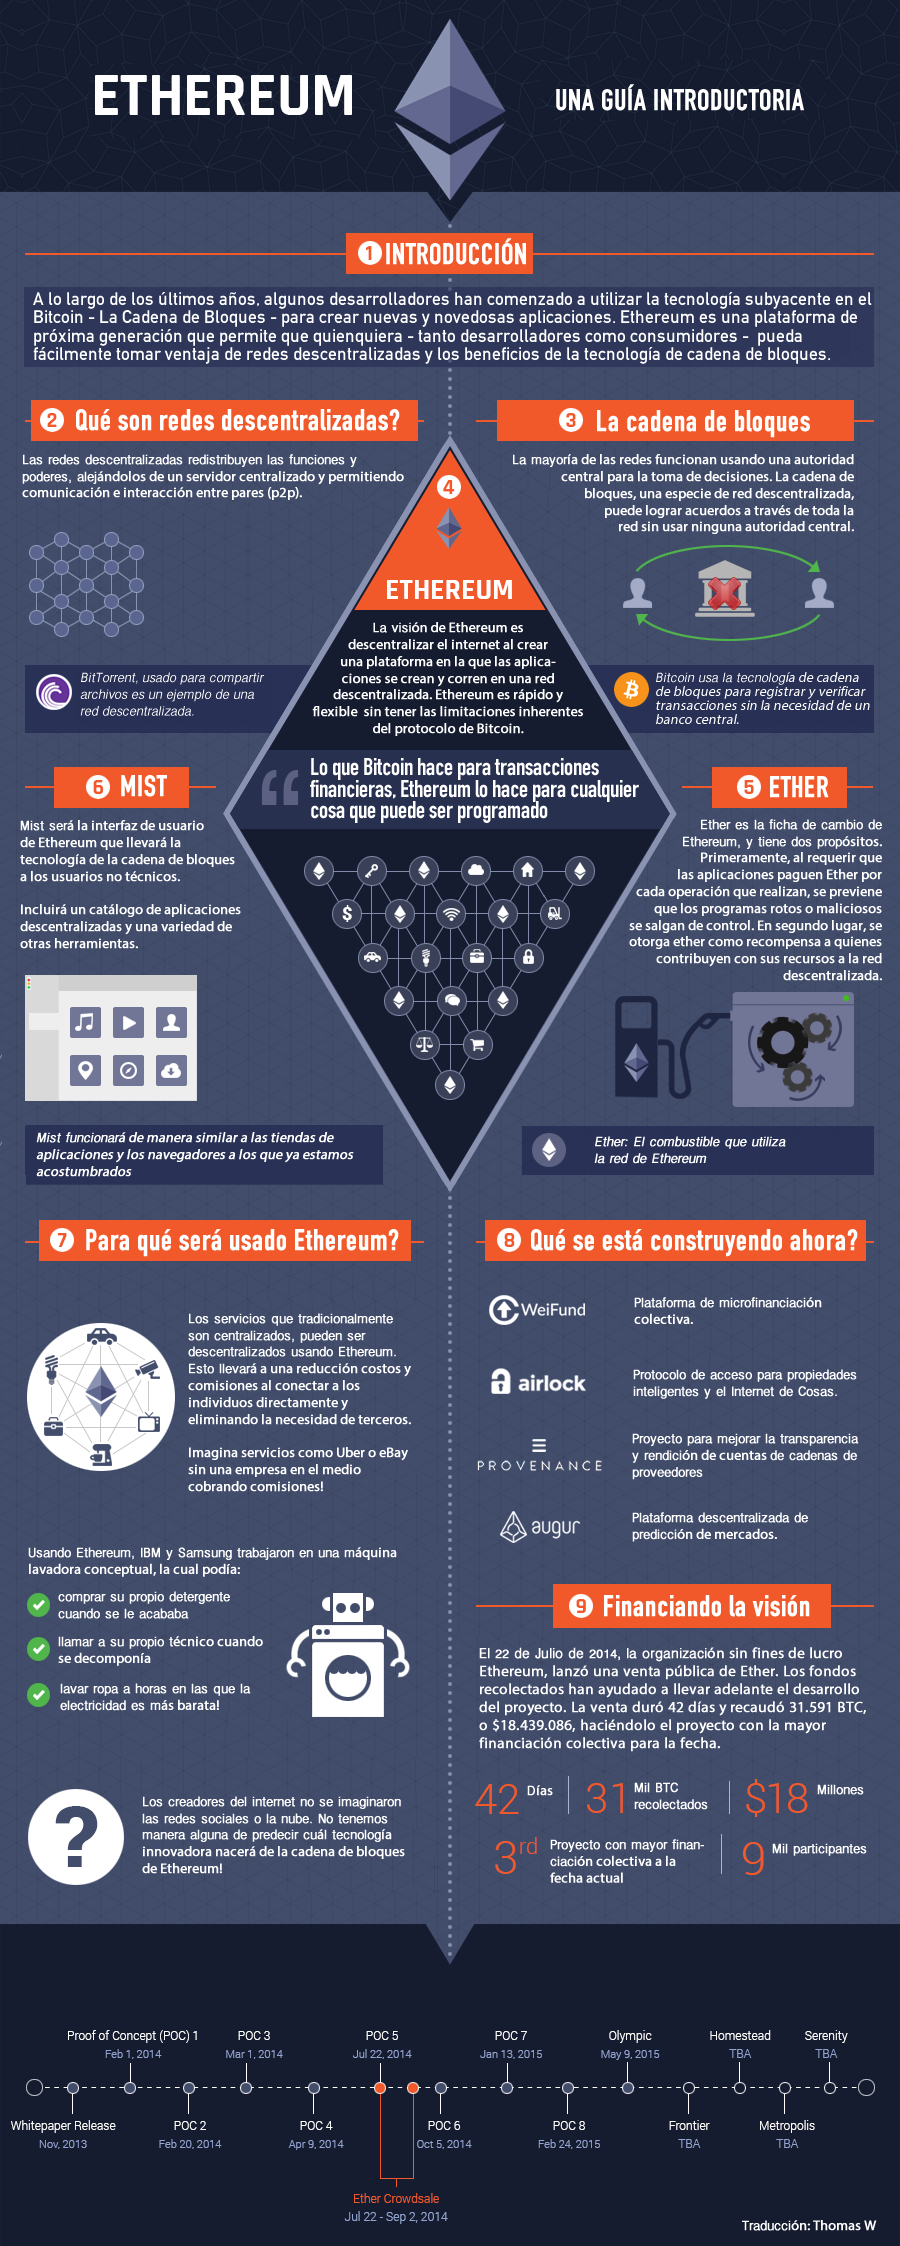 ETHEREUM
UNA GUÍA INTRODUCTORIA
1 INTRODUCCIÓN
A lo largo de los últimos años, algunos desarrolladores han comenzado a utilizar la tecnología subyacente en el
Bitcoin - La Cadena de Bloques - para crear nuevas y novedosas aplicaciones. Ethereum es una plataforma de
próxima generación que permite que quienquiera - tanto desarrolladores como consumidores - pueda
fácilmente tomar ventaja de redes descentralizadas y los beneficios de la tecnología de cadena de bloques.
2 Qué son redes descentralizadas?
Las redes descentralizadas redistribuyen las funciones y
poderes, alejándolos de un servidor centralizado y permitiendo
comunicación e interacción entre pares (p2p).
BitTorrent, usado para compartir
archivos es un ejemplo de una
red descentralizada.
3 La cadena de bloques
La mayoría de las redes funcionan usando una autoridad
central para la toma de decisiones. La cadena de
bloques, una especie de red descentralizada,
puede lograr acuerdos a través de toda la
red sin usar ninguna autoridad central.
Bitcoin usa la tecnología de cadena
de bloques para registrar y verificar
transacciones sin la necesidad de un
banco central.
4
ETHEREUM
La visión de Ethereum es
descentralizar el internet al crear
una plataforma en la que las aplica-
ciones se crean y corren en una red
descentralizada. Ethereum es rápido y
flexible sin tener las limitaciones inherentes
del protocolo de Bitcoin.
“ Lo que Bitcoin hace para transacciones
financieras, Ethereum lo hace para cualquier
cosa que puede ser programado
$
5 ETHER
Ether es la ficha de cambio de
Ethereum, y tiene dos propósitos.
Primeramente, al requerir que
las aplicaciones paguen Ether por
cada operación que realizan, se previene
que los programas rotos o maliciosos
se salgan de control. En segundo lugar, se
otorga ether como recompensa a quienes
contribuyen con sus recursos a la red
descentralizada.
Ether: El combustible que utiliza
la red de Ethereum
6 MIST
Mist será la interfaz de usuario
de Ethereum que llevará la
tecnología de la cadena de bloques
a los usuarios no técnicos.
Incluirá un catálogo de aplicaciones
descentralizadas y una variedad de
otras herramientas.
Mist funcionará de manera similar a las tiendas de
aplicaciones y los navegadores a los que ya estamos
acostumbrados
7 Para qué será usado Ethereum?
Los servicios que tradicionalmente
son centralizados, pueden ser
descentralizados usando Ethereum.
Esto llevará a una reducción costos y
comisiones al conectar a los
individuos directamente y
eliminando la necesidad de terceros.
Imagina servicios como Uber o eBay
sin una empresa en el medio
cobrando comisiones!
Usando Ethereum, IBM y Samsung trabajaron en una máquina
lavadora conceptual, la cual podía:
comprar su propio detergente
cuando se le acababa
llamar a su propio técnico cuando
se decomponía
lavar ropa a horas en las que la
electricidad es más barata!
?
Los creadores del internet no se imaginaron
las redes sociales o la nube. No tenemos
manera alguna de predecir cuál tecnología
innovadora nacerá de la cadena de bloques
de Ethereum!
8 Qué se está construyendo ahora?
WeiFund
Plataforma de microfinanciación
colectiva.
airlock
Protocolo de acceso para propiedades
inteligentes y el Internet de Cosas.
PROVENANCE
Proyecto para mejorar la transparencia
y rendición de cuentas de cadenas de
proveedores
augur
Plataforma descentralizada de
predicción de mercados.
9 Financiando la visión
El 22 de Julio de 2014, la organización sin fines de lucro
Ethereum, lanzó una venta pública de Ether. Los fondos
recolectados han ayudado a llevar adelante el desarrollo
del proyecto. La venta duró 42 días y recaudó 31.591 BTC,
o $18.439.086, haciéndolo el proyecto con la mayor
financiación colectiva para la fecha.
42 Días
31 Mil BTC
recolectados
$18 Millones
3rd Proyecto con mayor finan-
ciación colectiva a la
fecha actual
9 Mil participantes
Proof of Concept (POC) 1
Feb 1, 2014
POC 3
Mar 1, 2014
POC 5
Jul 22, 2014
POC 7
Jan 13, 2015
Olympic
May 9, 2015
Homestead
TBA
Serenity
TBA
Whitepaper Release
Nov, 2013
POC 2
Feb 20, 2014
POC 4
Apr 9, 2014
POC 6
Oct 5, 2014
POC 8
Feb 24, 2015
Frontier
TBA
Metropolis
TBA
Ether Crowdsale
Jul 22 - Sep 2, 2014
Traducción: Thomas W